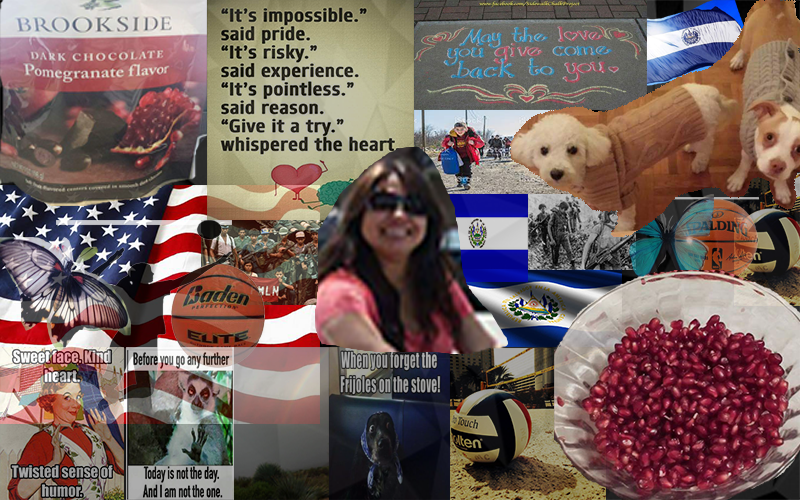 BROOKSIDE
DARK CHOCOLATE
Pomegranate flavor
"It's impossible."
said pride.
"It's risky."
said experience.
"It's pointless."
said reason.
"Give it a try."
whispered the heart
May the love
you give come
back to you.
SPALDING
Baden
PERFECTION
ELITE
Sweet face, Kind
heart.
Twisted sense of
humor.
Before you go any further
Today is not the day.
And I am not the one.
When you forget the
Frijoles on the stove!
Touch
olten